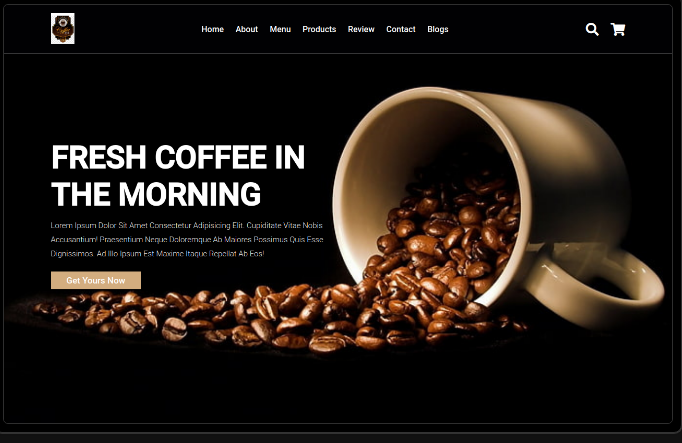 Home About Menu Products Review Contact Blogs
FRESH COFFEE IN
THE MORNING
Lorem Ipsum Dolor Sit Amet Consectetur Adipisicing Elit. Cupiditate Vitae Nobis
Accusantium! Praesentium Neque Doloremque Ab Maiores Possimus Quis Esse
Dignissimos. Ad Illo Ipsum Est Maxime Itaque Repellat Ab Eos!
Get Yours Now